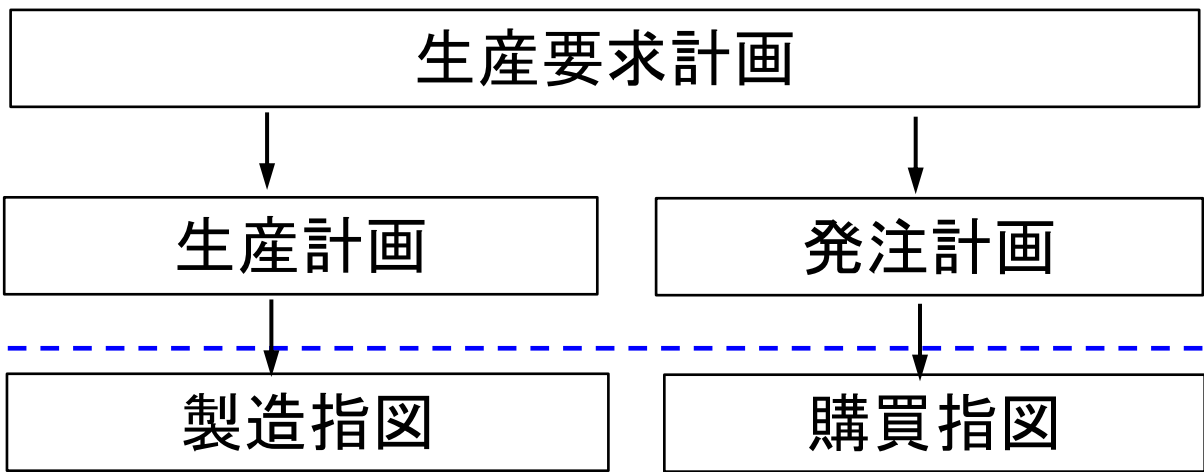 生産要求計画
生産計画
発注計画
製造指図
購買指図